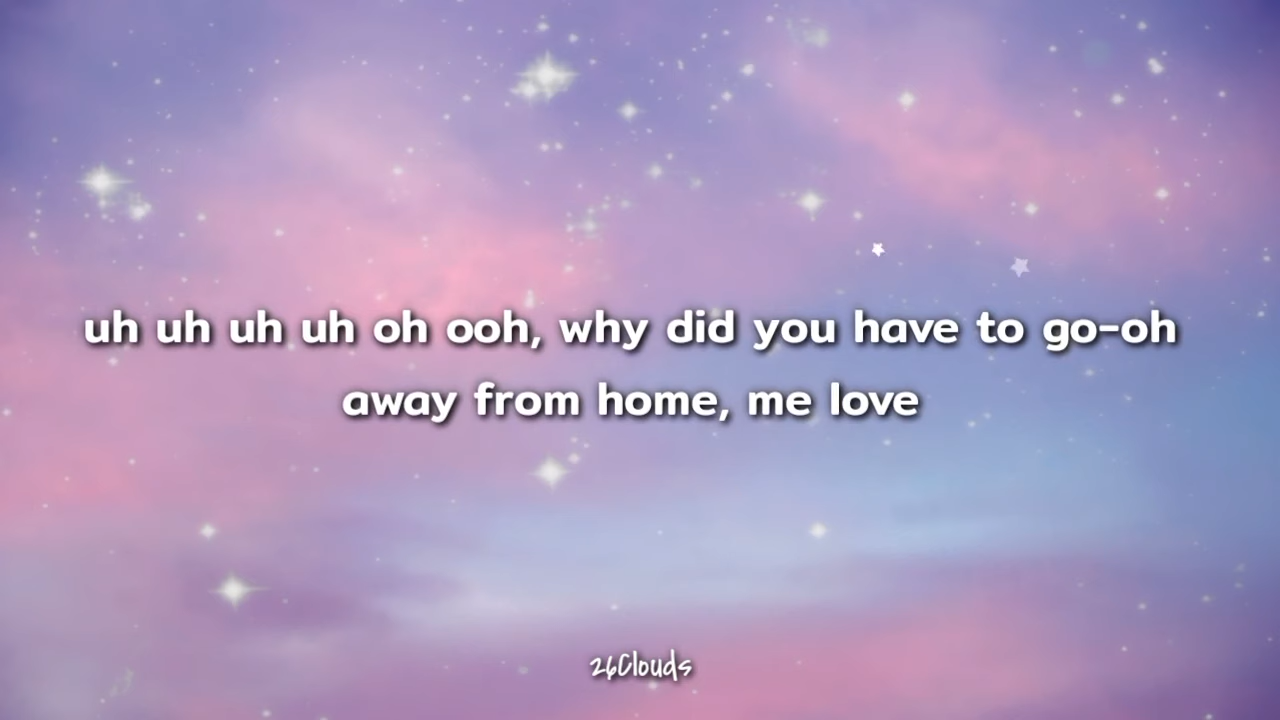 uh uh uh uh oh ooh, why did you have to go-oh
away from home, me love
26Clouds